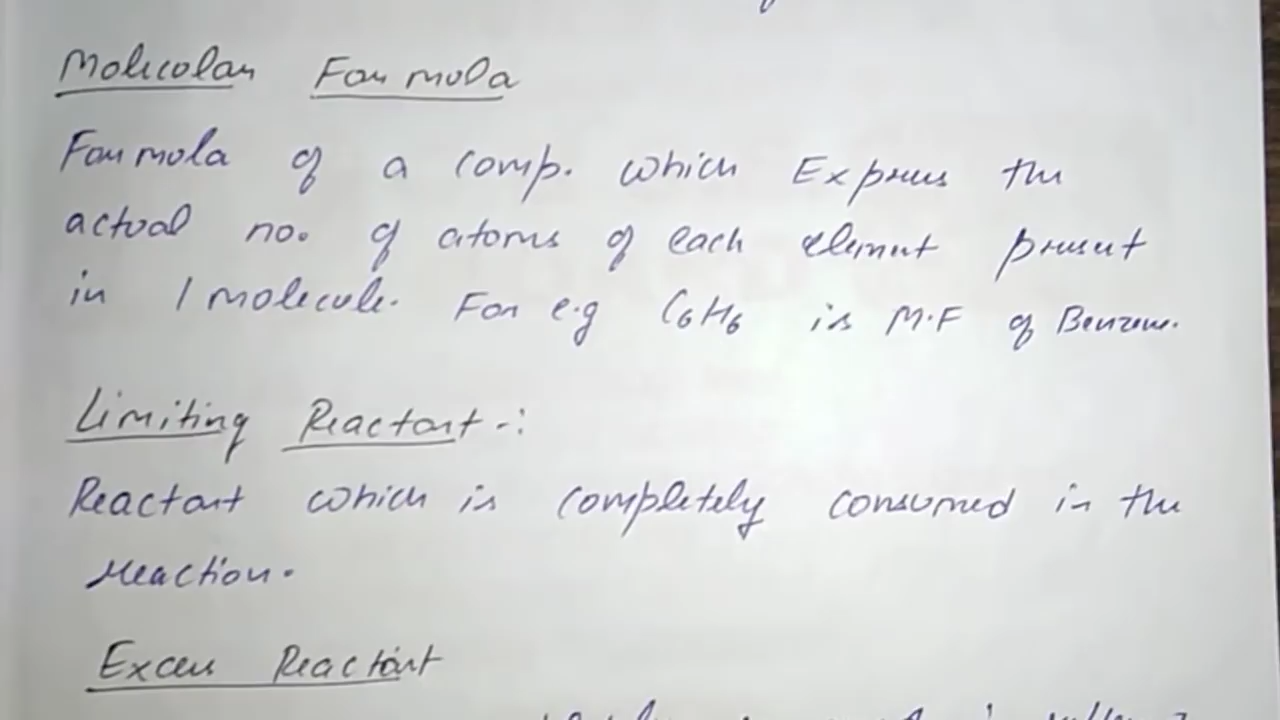 Molecular Formula
Formula of a comp. which Express the
actual no. of atoms of each element present
in 1 molecule. For e.g C6H6 is M.F of Benzene.
Limiting Reactant -:
Reactant which is completely consumed in the
reaction.
Excess Reactant